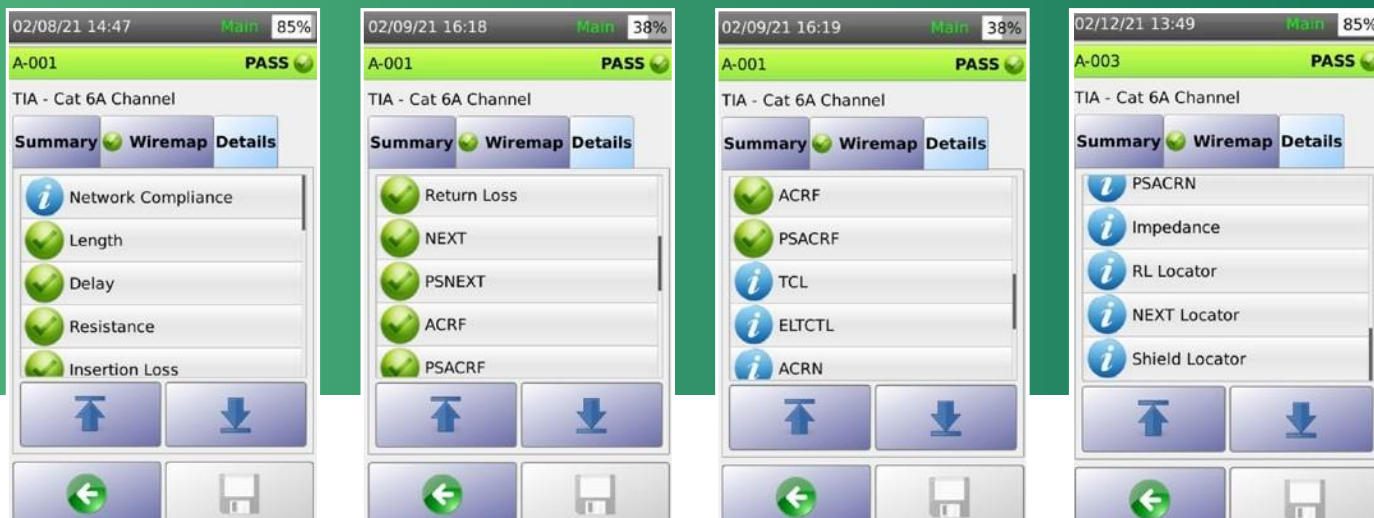 02/08/21 14:47 Main 85%
A-001 PASS
TIA - Cat 6A Channel
Summary Wiremap Details
Network Compliance
Length
Delay
Resistance
Insertion Loss
02/09/21 16:18 Main 38%
A-001 PASS
TIA - Cat 6A Channel
Summary Wiremap Details
Return Loss
NEXT
PSNEXT
ACRF
PSACRF
02/09/21 16:19 Main 38%
A-001 PASS
TIA - Cat 6A Channel
Summary Wiremap Details
ACRF
PSACRF
TCL
ELTCTL
ACRN
02/12/21 13:49 Main 85%
A-003 PASS
TIA - Cat 6A Channel
Summary Wiremap Details
PSACRN
Impedance
RL Locator
NEXT Locator
Shield Locator